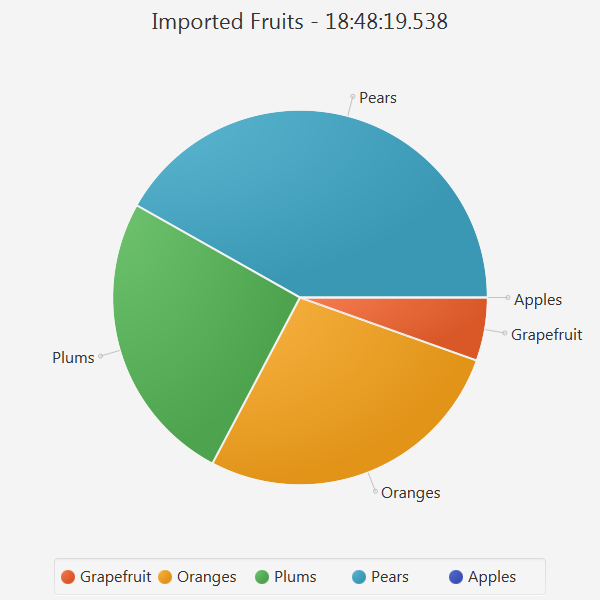 Imported Fruits - 18:48:19.538
Pears
Apples
Grapefruit
Plums
Oranges
Grapefruit Oranges Plums Pears Apples